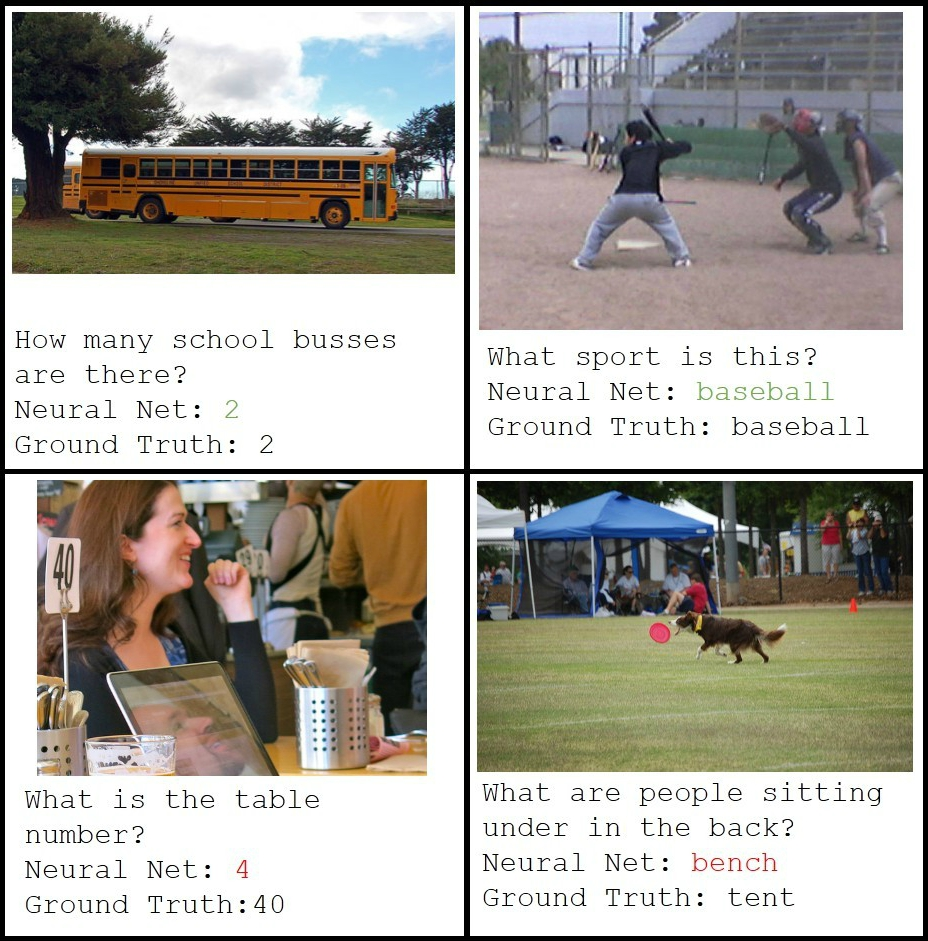 How many school busses
are there?
Neural Net: 2
Ground Truth: 2
What sport is this?
Neural Net: baseball
Ground Truth: baseball
40
What is the table
number?
Neural Net: 4
Ground Truth:40
What are people sitting
under in the back?
Neural Net: bench
Ground Truth: tent